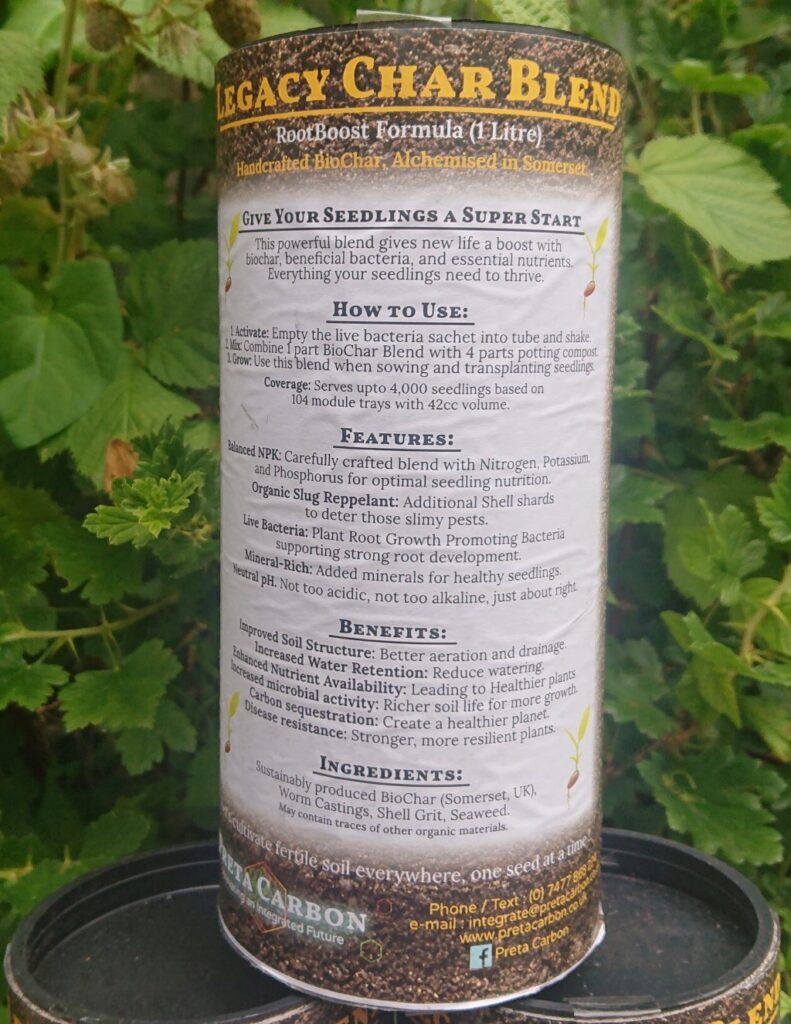 Legacy Char Blend
RootBoost Formula (1 Litre)
Handcrafted BioChar, Alchemised in Somerset.
Give Your Seedlings a Super Start
This powerful blend gives new life a boost with
biochar, beneficial bacteria, and essential nutrients.
Everything your seedlings need to thrive.
How to Use:
1. Activate: Empty the live bacteria sachet into tube and shake.
2. Mix: Combine 1 part BioChar Blend with 4 parts potting compost.
3. Grow: Use this blend when sowing and transplanting seedlings.
Coverage: Serves upto 4,000 seedlings based on
104 module trays with 42cc volume.
Features:
Balanced NPK: Carefully crafted blend with Nitrogen, Potassium,
and Phosphorus for optimal seedling nutrition.
Organic Slug Reppelant: Additional Shell shards
to deter those slimy pests.
Live Bacteria: Plant Root Growth Promoting Bacteria
supporting strong root development.
Mineral-Rich: Added minerals for healthy seedlings.
Neutral pH. Not too acidic, not too alkaline, just about right.
Benefits:
Improved Soil Structure: Better aeration and drainage.
Increased Water Retention: Reduce watering.
Enhanced Nutrient Availability: Leading to Healthier plants
Increased microbial activity: Richer soil life for more growth.
Carbon sequestration: Create a healthier planet.
Disease resistance: Stronger, more resilient plants.
Ingredients:
Sustainably produced BioChar (Somerset, UK),
Worm Castings, Shell Grit, Seaweed.
May contain traces of other organic materials.
cultivate fertile soil everywhere, one seed at a time
Preta Carbon
an Integrated Future
Phone / Text : (0) 7477 869
e-mail : integrate@pretacarbon.co
www.pretacarbon.co.uk
Preta Carbon